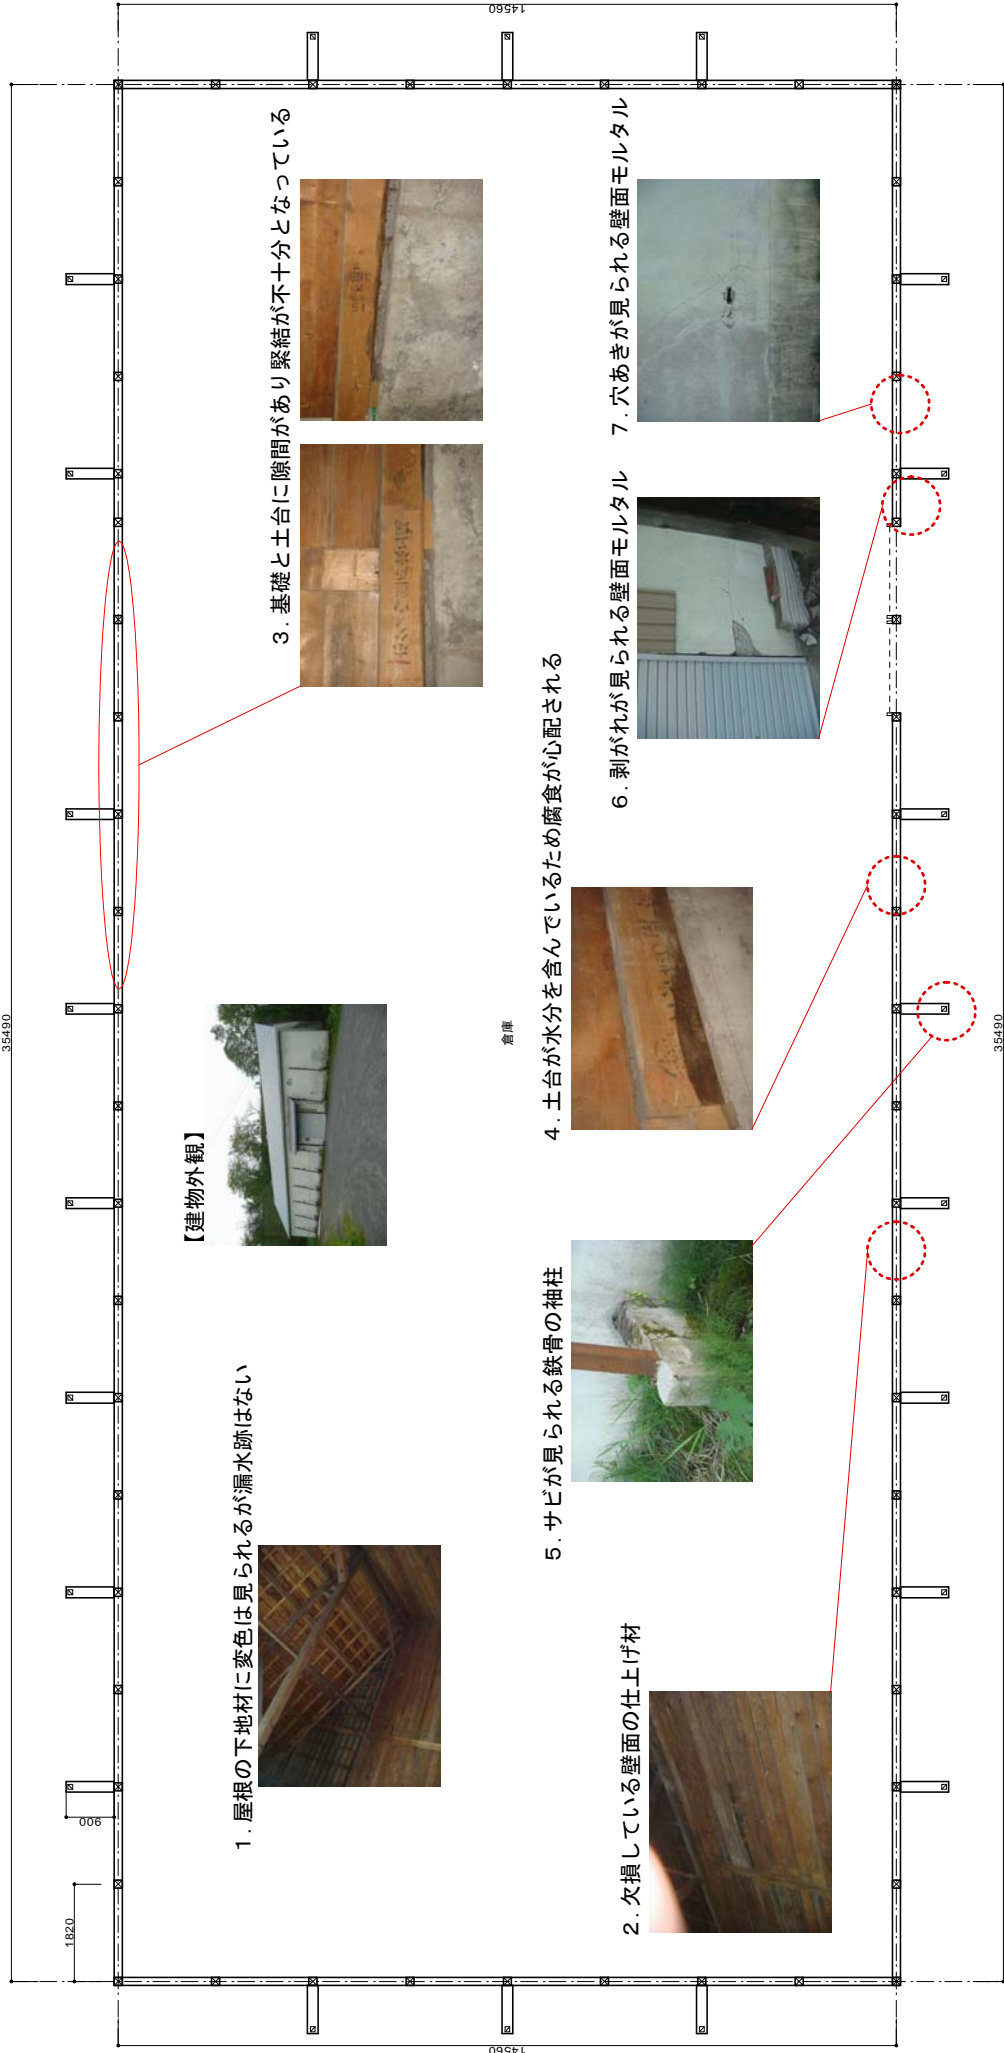 14560
35490
【建物外観】
1. 屋根の下地材に変色は見られるが漏水跡はない
3. 基礎と土台に隙間があり緊結が不十分となっている
倉庫
5. サビが見られる鉄骨の袖柱
4. 土台が水分を含んでいるため腐食が心配される
2. 欠損している壁面の仕上げ材
6. 剥がれが見られる壁面モルタル
7. 穴あきが見られる壁面モルタル
900
1820
35490
14560